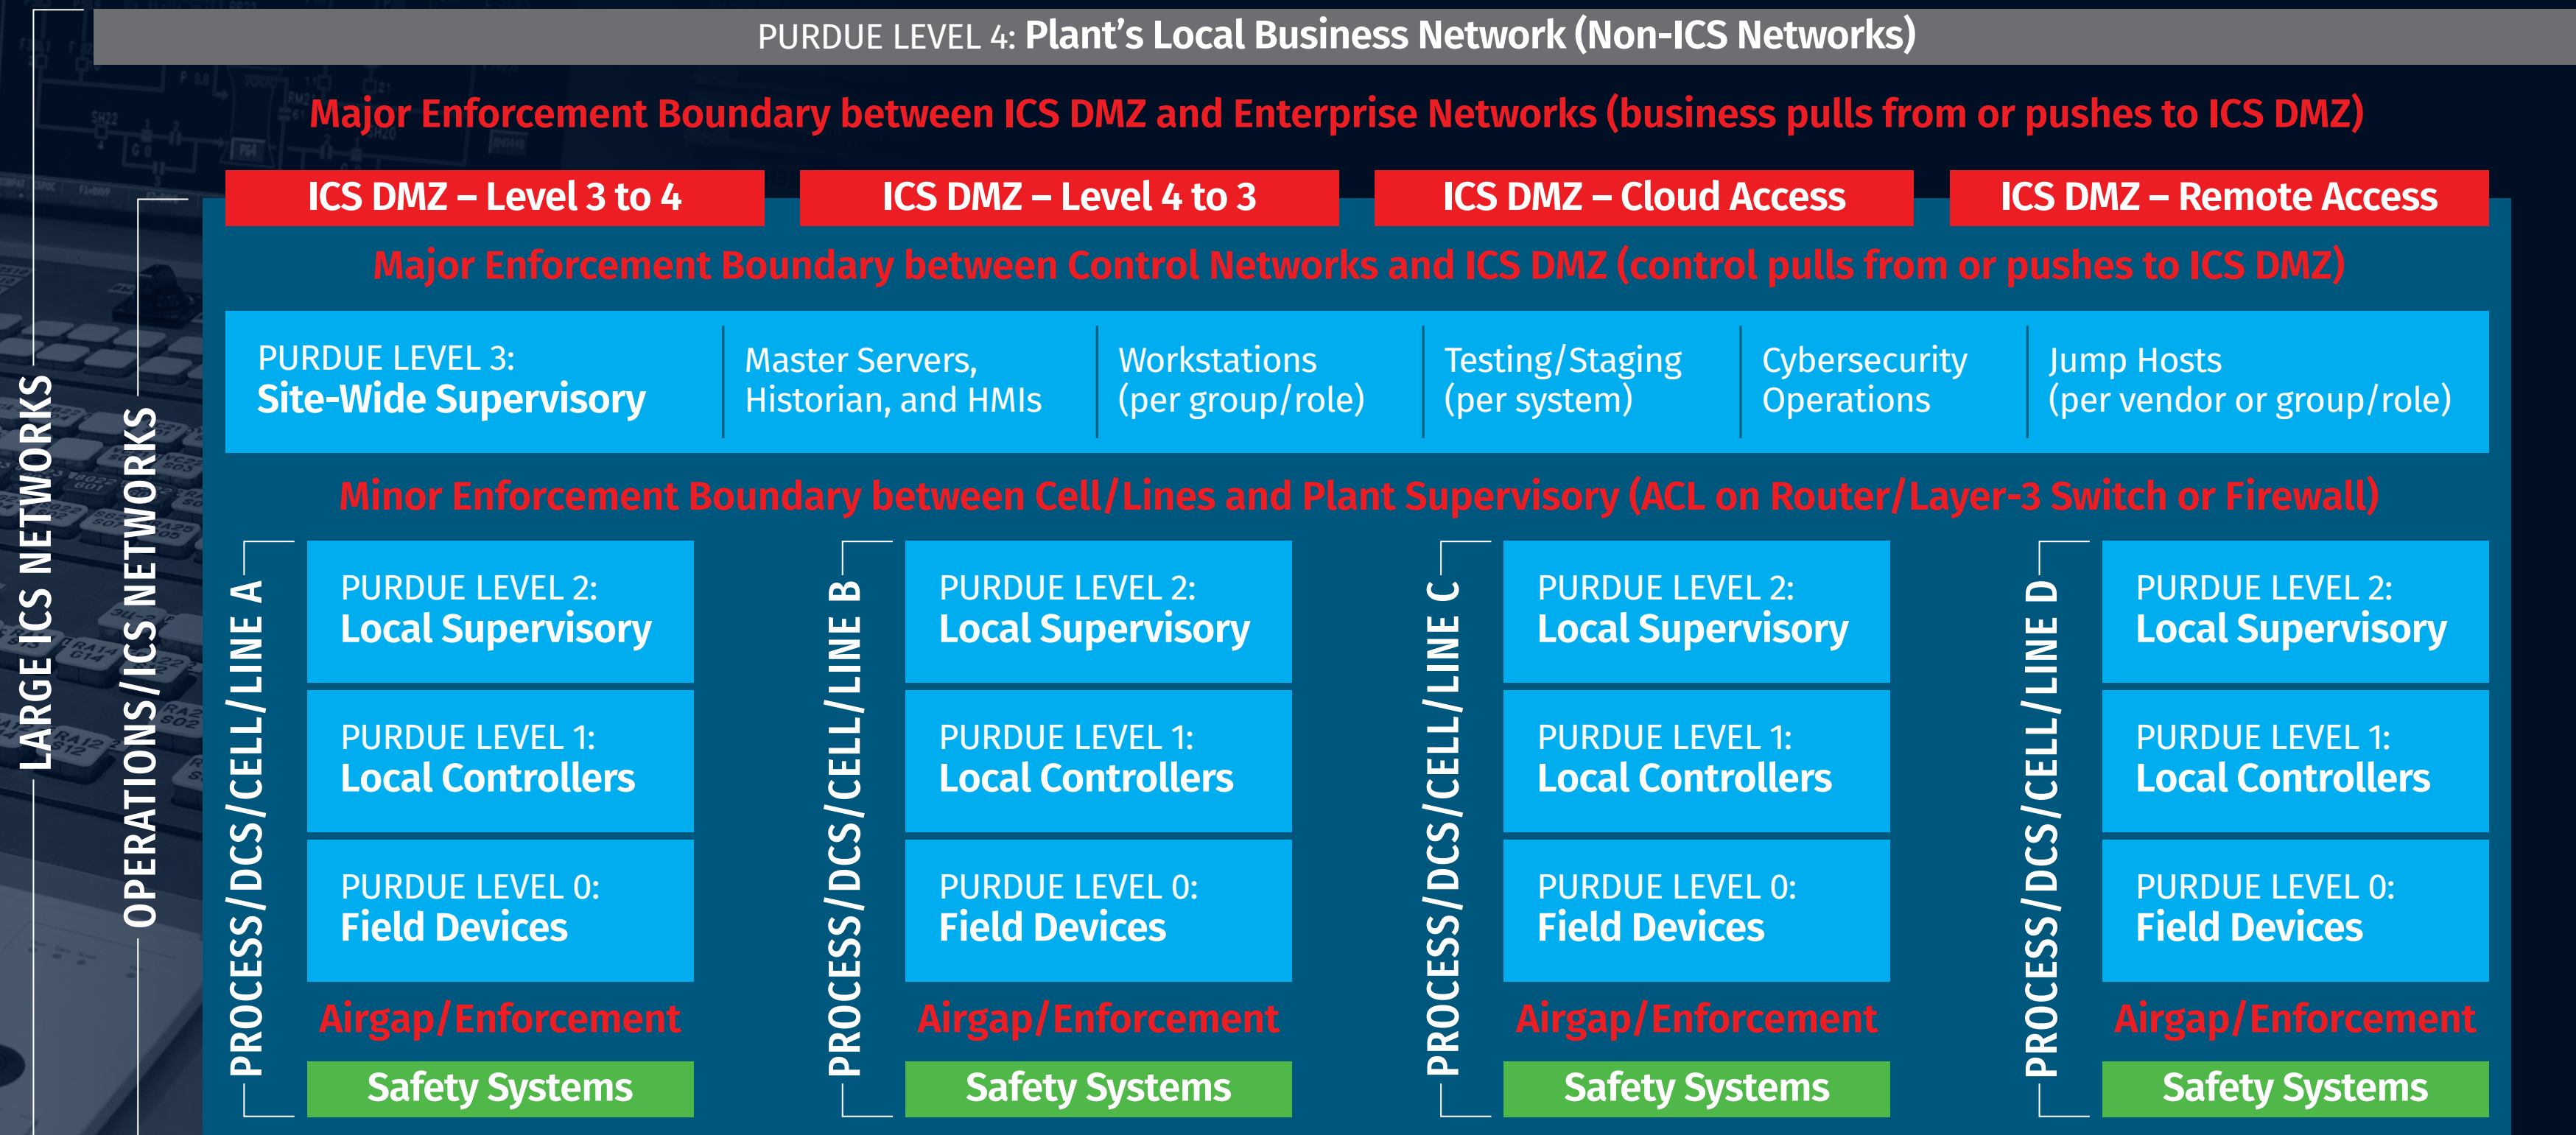 PURDUE LEVEL 4: Plant's Local Business Network (Non-ICS Networks)
Major Enforcement Boundary between ICS DMZ and Enterprise Networks (business pulls from or pushes to ICS DMZ)
ICS DMZ – Level 3 to 4
ICS DMZ – Level 4 to 3
ICS DMZ – Cloud Access
ICS DMZ – Remote Access
Major Enforcement Boundary between Control Networks and ICS DMZ (control pulls from or pushes to ICS DMZ)
PURDUE LEVEL 3:
Site-Wide Supervisory
Master Servers,
Historian, and HMIs
Workstations
(per group/role)
Testing/Staging
(per system)
Cybersecurity
Operations
Jump Hosts
(per vendor or group/role)
Minor Enforcement Boundary between Cell/Lines and Plant Supervisory (ACL on Router/Layer-3 Switch or Firewall)
LARGE ICS NETWORKS
OPERATIONS/ICS NETWORKS
PROCESS/DCS/CELL/LINE A
PURDUE LEVEL 2:
Local Supervisory
PURDUE LEVEL 1:
Local Controllers
PURDUE LEVEL 0:
Field Devices
Airgap/Enforcement
Safety Systems
PROCESS/DCS/CELL/LINE B
PURDUE LEVEL 2:
Local Supervisory
PURDUE LEVEL 1:
Local Controllers
PURDUE LEVEL 0:
Field Devices
Airgap/Enforcement
Safety Systems
PROCESS/DCS/CELL/LINE C
PURDUE LEVEL 2:
Local Supervisory
PURDUE LEVEL 1:
Local Controllers
PURDUE LEVEL 0:
Field Devices
Airgap/Enforcement
Safety Systems
PROCESS/DCS/CELL/LINE D
PURDUE LEVEL 2:
Local Supervisory
PURDUE LEVEL 1:
Local Controllers
PURDUE LEVEL 0:
Field Devices
Airgap/Enforcement
Safety Systems